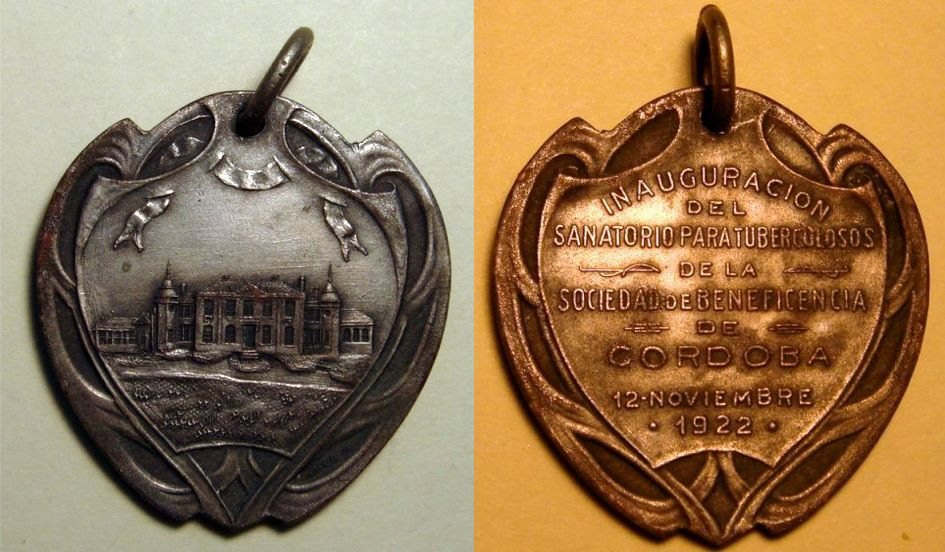 INAUGURACION
DEL
SANATORIO PARA TUBERCULOSOS
DE LA
SOCIEDAD DE BENEFICENCIA
DE
CORDOBA
12·NOVIEMBRE
·1922·